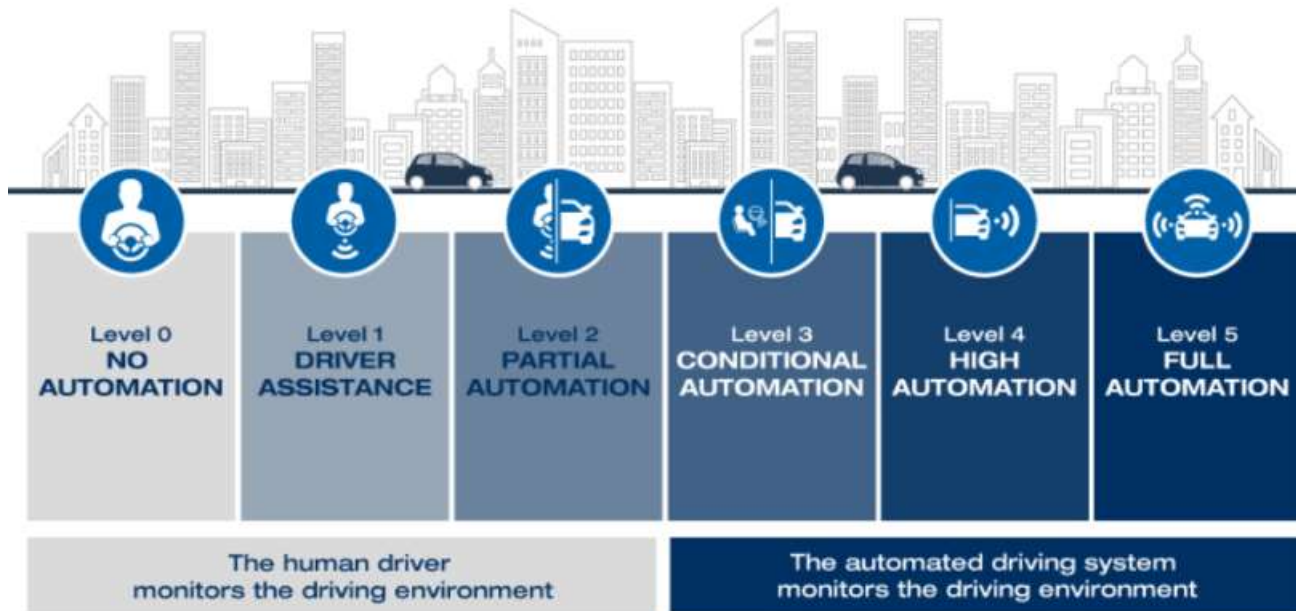 Level 0
NO
AUTOMATION
Level 1
DRIVER
ASSISTANCE
Level 2
PARTIAL
AUTOMATION
Level 3
CONDITIONAL
AUTOMATION
Level 4
HIGH
AUTOMATION
Level 5
FULL
AUTOMATION
The human driver
monitors the driving environment
The automated driving system
monitors the driving environment